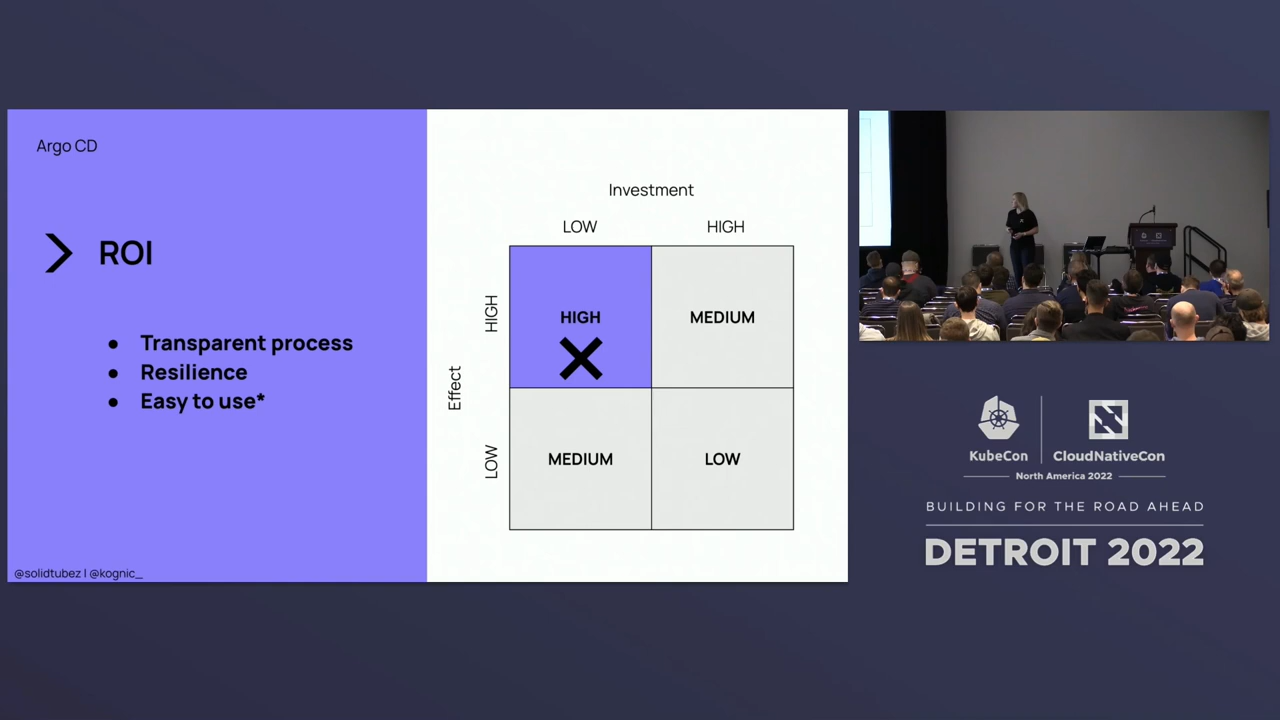 Argo CD
ROI
● Transparent process
● Resilience
● Easy to use*
@solidtubez | @kognic_
Investment
LOW HIGH
Effect
HIGH
LOW
HIGH MEDIUM
MEDIUM LOW
KubeCon CloudNativeCon
North America 2022
BUILDING FOR THE ROAD AHEAD
DETROIT 2022